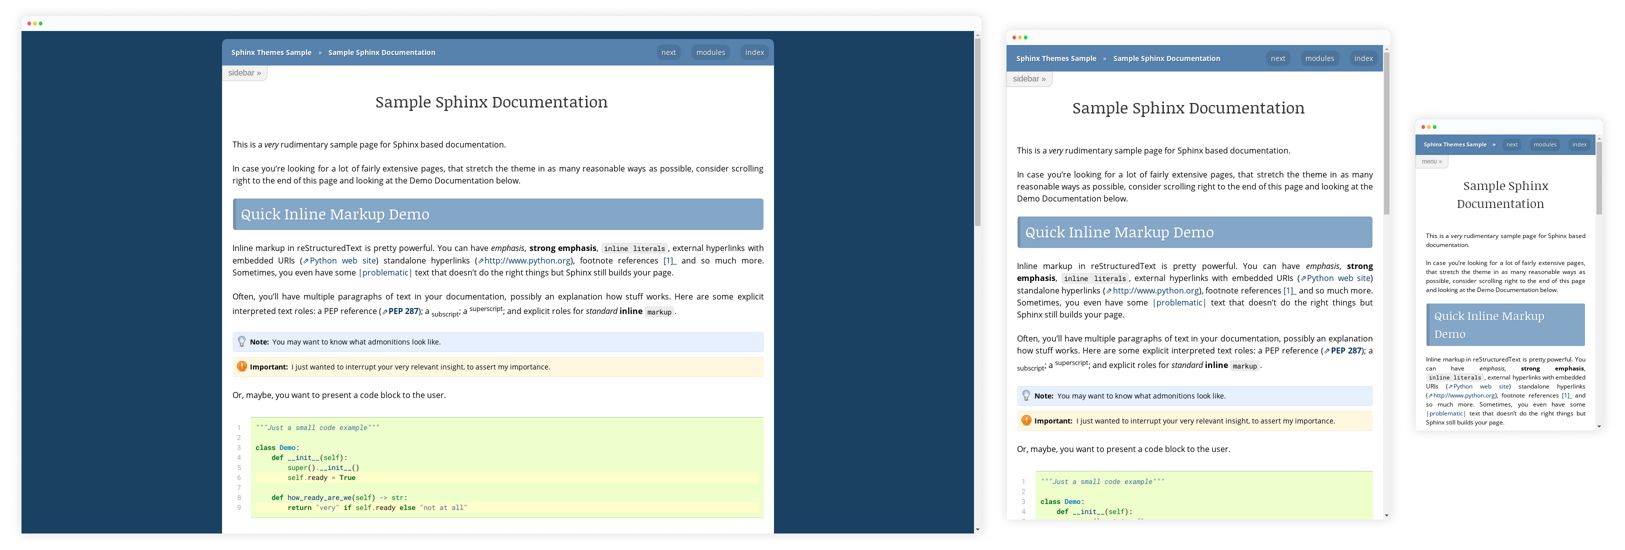 Sphinx Themes Sample » Sample Sphinx Documentation next modules index
sidebar »
Sample Sphinx Documentation
This is a very rudimentary sample page for Sphinx based documentation.
In case you're looking for a lot of fairly extensive pages, that stretch the theme in as many reasonable ways as possible, consider scrolling
right to the end of this page and looking at the Demo Documentation below.
Quick Inline Markup Demo
Inline markup in reStructuredText is pretty powerful. You can have emphasis, strong emphasis, inline literals, external hyperlinks with
embedded URIs (⇗Python web site) standalone hyperlinks (⇗http://www.python.org), footnote references [1]_ and so much more.
Sometimes, you even have some |problematic| text that doesn't do the right things but Sphinx still builds your page.
Often, you'll have multiple paragraphs of text in your documentation, possibly an explanation how stuff works. Here are some explicit
interpreted text roles: a PEP reference (⇗PEP 287); a subscript; a superscript; and explicit roles for standard inline markup.
Note: You may want to know what admonitions look like.
Important: I just wanted to interrupt your very relevant insight, to assert my importance.
Or, maybe, you want to present a code block to the user.
1 """Just a small code example"""
2
3 class Demo:
4     def __init__(self):
5         super().__init__()
6         self.ready = True
7
8     def how_ready_are_we(self) -> str:
9         return "very" if self.ready else "not at all"
Sphinx Themes Sample » Sample Sphinx Documentation next modules index
sidebar »
Sample Sphinx Documentation
This is a very rudimentary sample page for Sphinx based documentation.
In case you're looking for a lot of fairly extensive pages, that stretch the theme in as many
reasonable ways as possible, consider scrolling right to the end of this page and looking at the
Demo Documentation below.
Quick Inline Markup Demo
Inline markup in reStructuredText is pretty powerful. You can have emphasis, strong
emphasis, inline literals, external hyperlinks with embedded URIs (⇗Python web site)
standalone hyperlinks (⇗http://www.python.org), footnote references [1]_ and so much more.
Sometimes, you even have some |problematic| text that doesn't do the right things but
Sphinx still builds your page.
Often, you'll have multiple paragraphs of text in your documentation, possibly an explanation
how stuff works. Here are some explicit interpreted text roles: a PEP reference (⇗PEP 287); a
subscript; a superscript; and explicit roles for standard inline markup.
Note: You may want to know what admonitions look like.
Important: I just wanted to interrupt your very relevant insight, to assert my importance.
Or, maybe, you want to present a code block to the user.
1 """Just a small code example"""
2
3 class Demo:
4     def __init__(self):
Sphinx Themes Sample » next modules index
menu »
Sample Sphinx
Documentation
This is a very rudimentary sample page for Sphinx based
documentation.
In case you're looking for a lot of fairly extensive pages,
that stretch the theme in as many reasonable ways as
possible, consider scrolling right to the end of this page
and looking at the Demo Documentation below.
Quick Inline Markup
Demo
Inline markup in reStructuredText is pretty powerful. You
can have emphasis, strong emphasis,
inline literals, external hyperlinks with embedded
URIs (⇗Python web site) standalone hyperlinks
(⇗http://www.python.org), footnote references [1]_ and
so much more. Sometimes, you even have some
|problematic| text that doesn't do the right things but
Sphinx still builds your page.